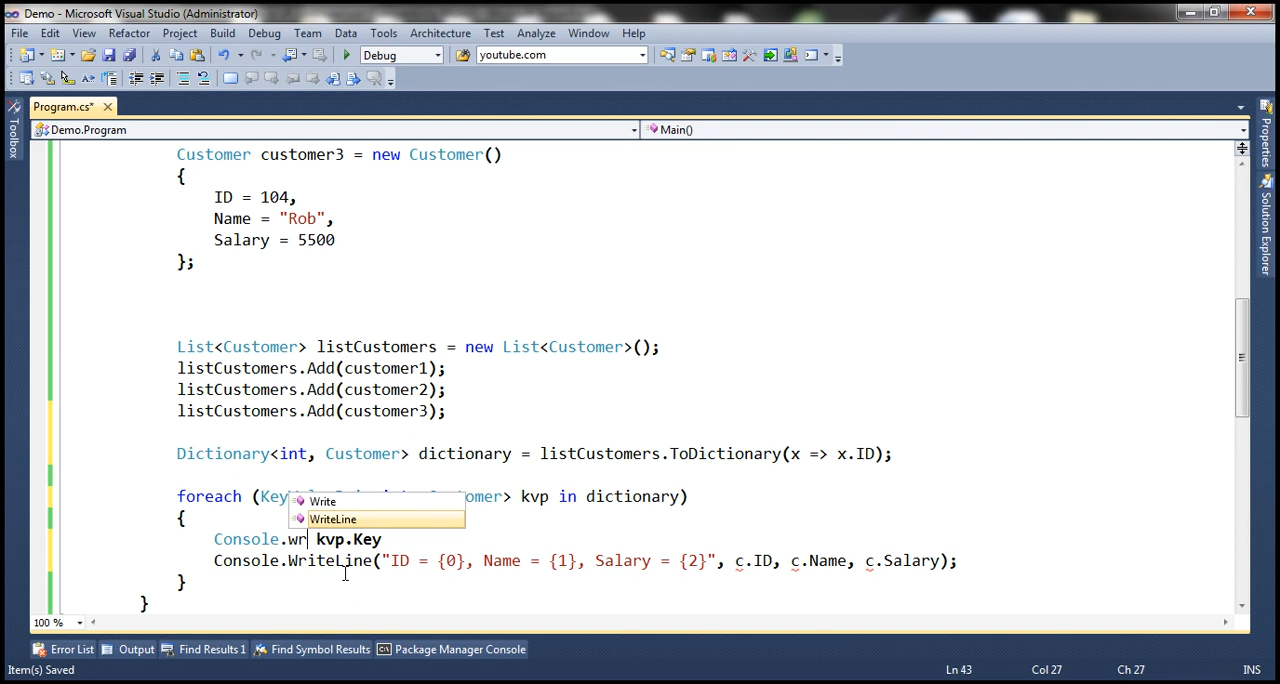 Demo - Microsoft Visual Studio (Administrator)
File Edit View Refactor Project Build Debug Team Data Tools Architecture Test Analyze Window Help
Debug youtube.com
Program.cs*
Demo.Program Main()
Toolbox
Properties
Solution Explorer
Customer customer3 = new Customer()
{
ID = 104,
Name = "Rob",
Salary = 5500
};
List<Customer> listCustomers = new List<Customer>();
listCustomers.Add(customer1);
listCustomers.Add(customer2);
listCustomers.Add(customer3);
Dictionary<int, Customer> dictionary = listCustomers.ToDictionary(x => x.ID);
foreach (Key tomer> kvp in dictionary)
Write
{
WriteLine
Console.wr kvp.Key
Console.WriteLine("ID = {0}, Name = {1}, Salary = {2}", c.ID, c.Name, c.Salary);
}
}
100 %
Error List Output Find Results 1 Find Symbol Results Package Manager Console
Item(s) Saved Ln 43 Col 27 Ch 27 INS